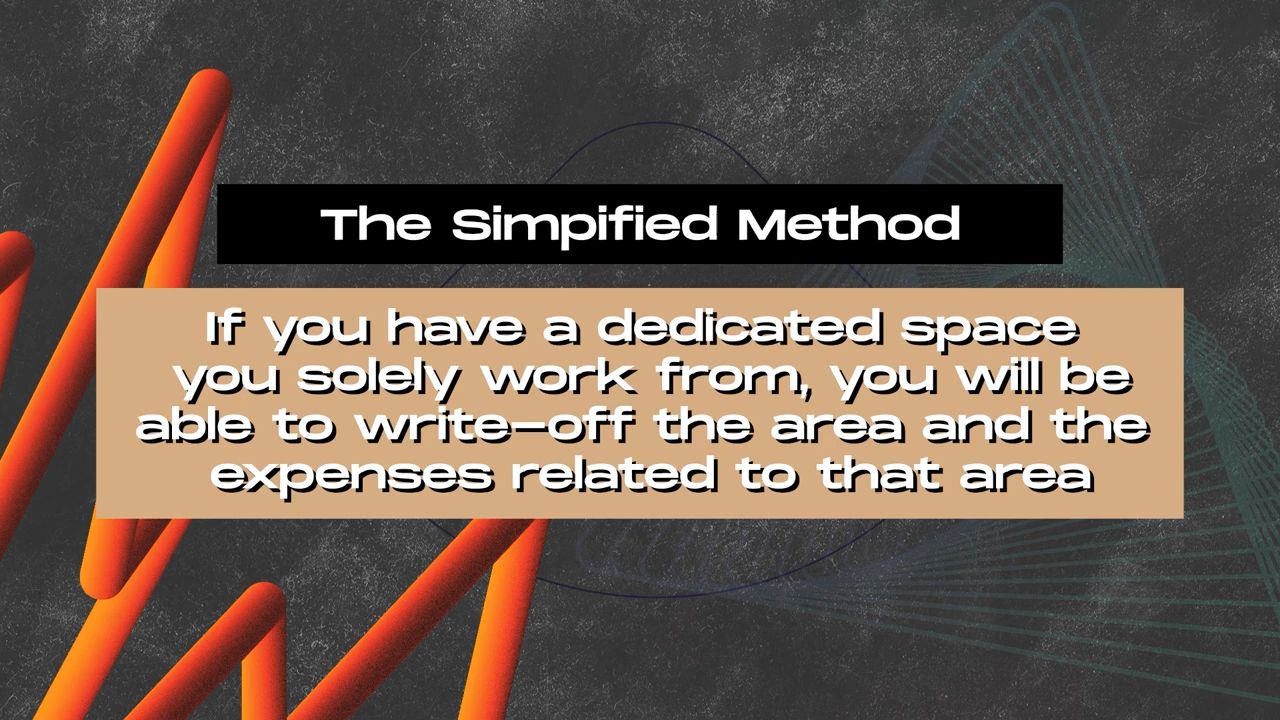 The Simpified Method
If you have a dedicated space
you solely work from, you will be
able to write-off the area and the
expenses related to that area